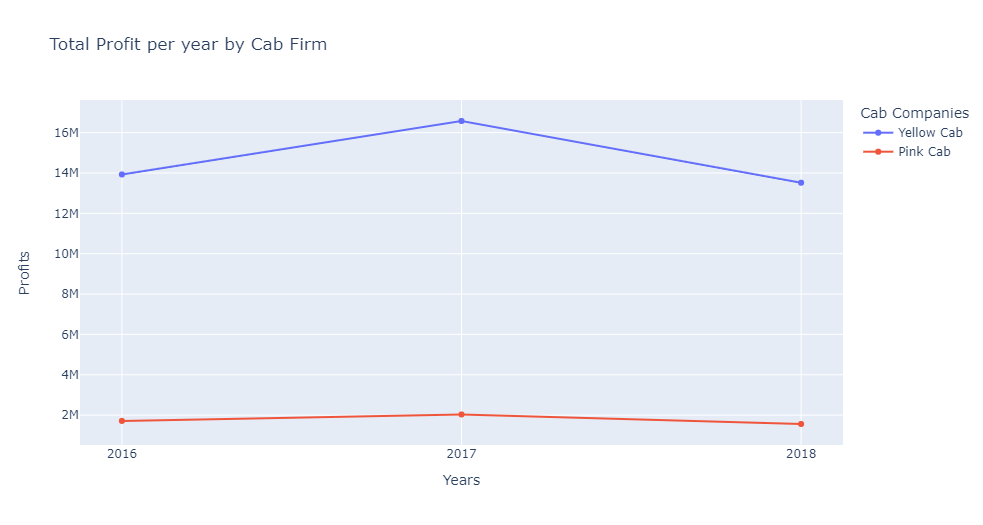 Total Profit per year by Cab Firm
Cab Companies
Yellow Cab
Pink Cab
Profits
16M
14M
12M
10M
8M
6M
4M
2M
2016
2017
2018
Years